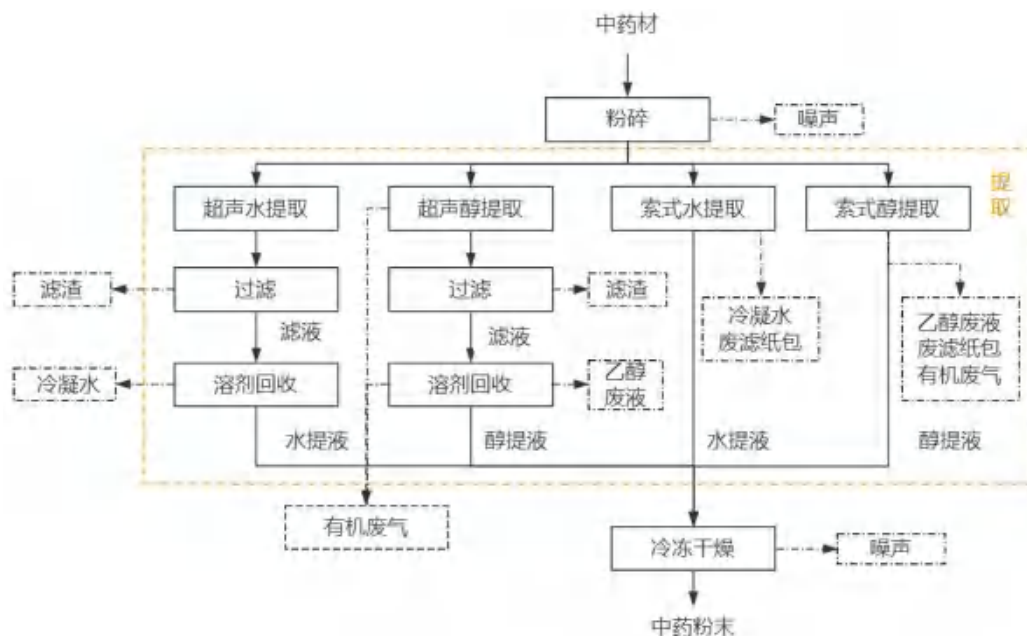 中药材
粉碎
噪声
提
取
超声水提取
超声醇提取
索式水提取
索式醇提取
滤渣
过滤
过滤
滤渣
冷凝水
废滤纸包
乙醇废液
废滤纸包
有机废气
滤液
滤液
冷凝水
溶剂回收
溶剂回收
乙醇
废液
水提液
醇提液
水提液
醇提液
有机废气
冷冻干燥
噪声
中药粉末